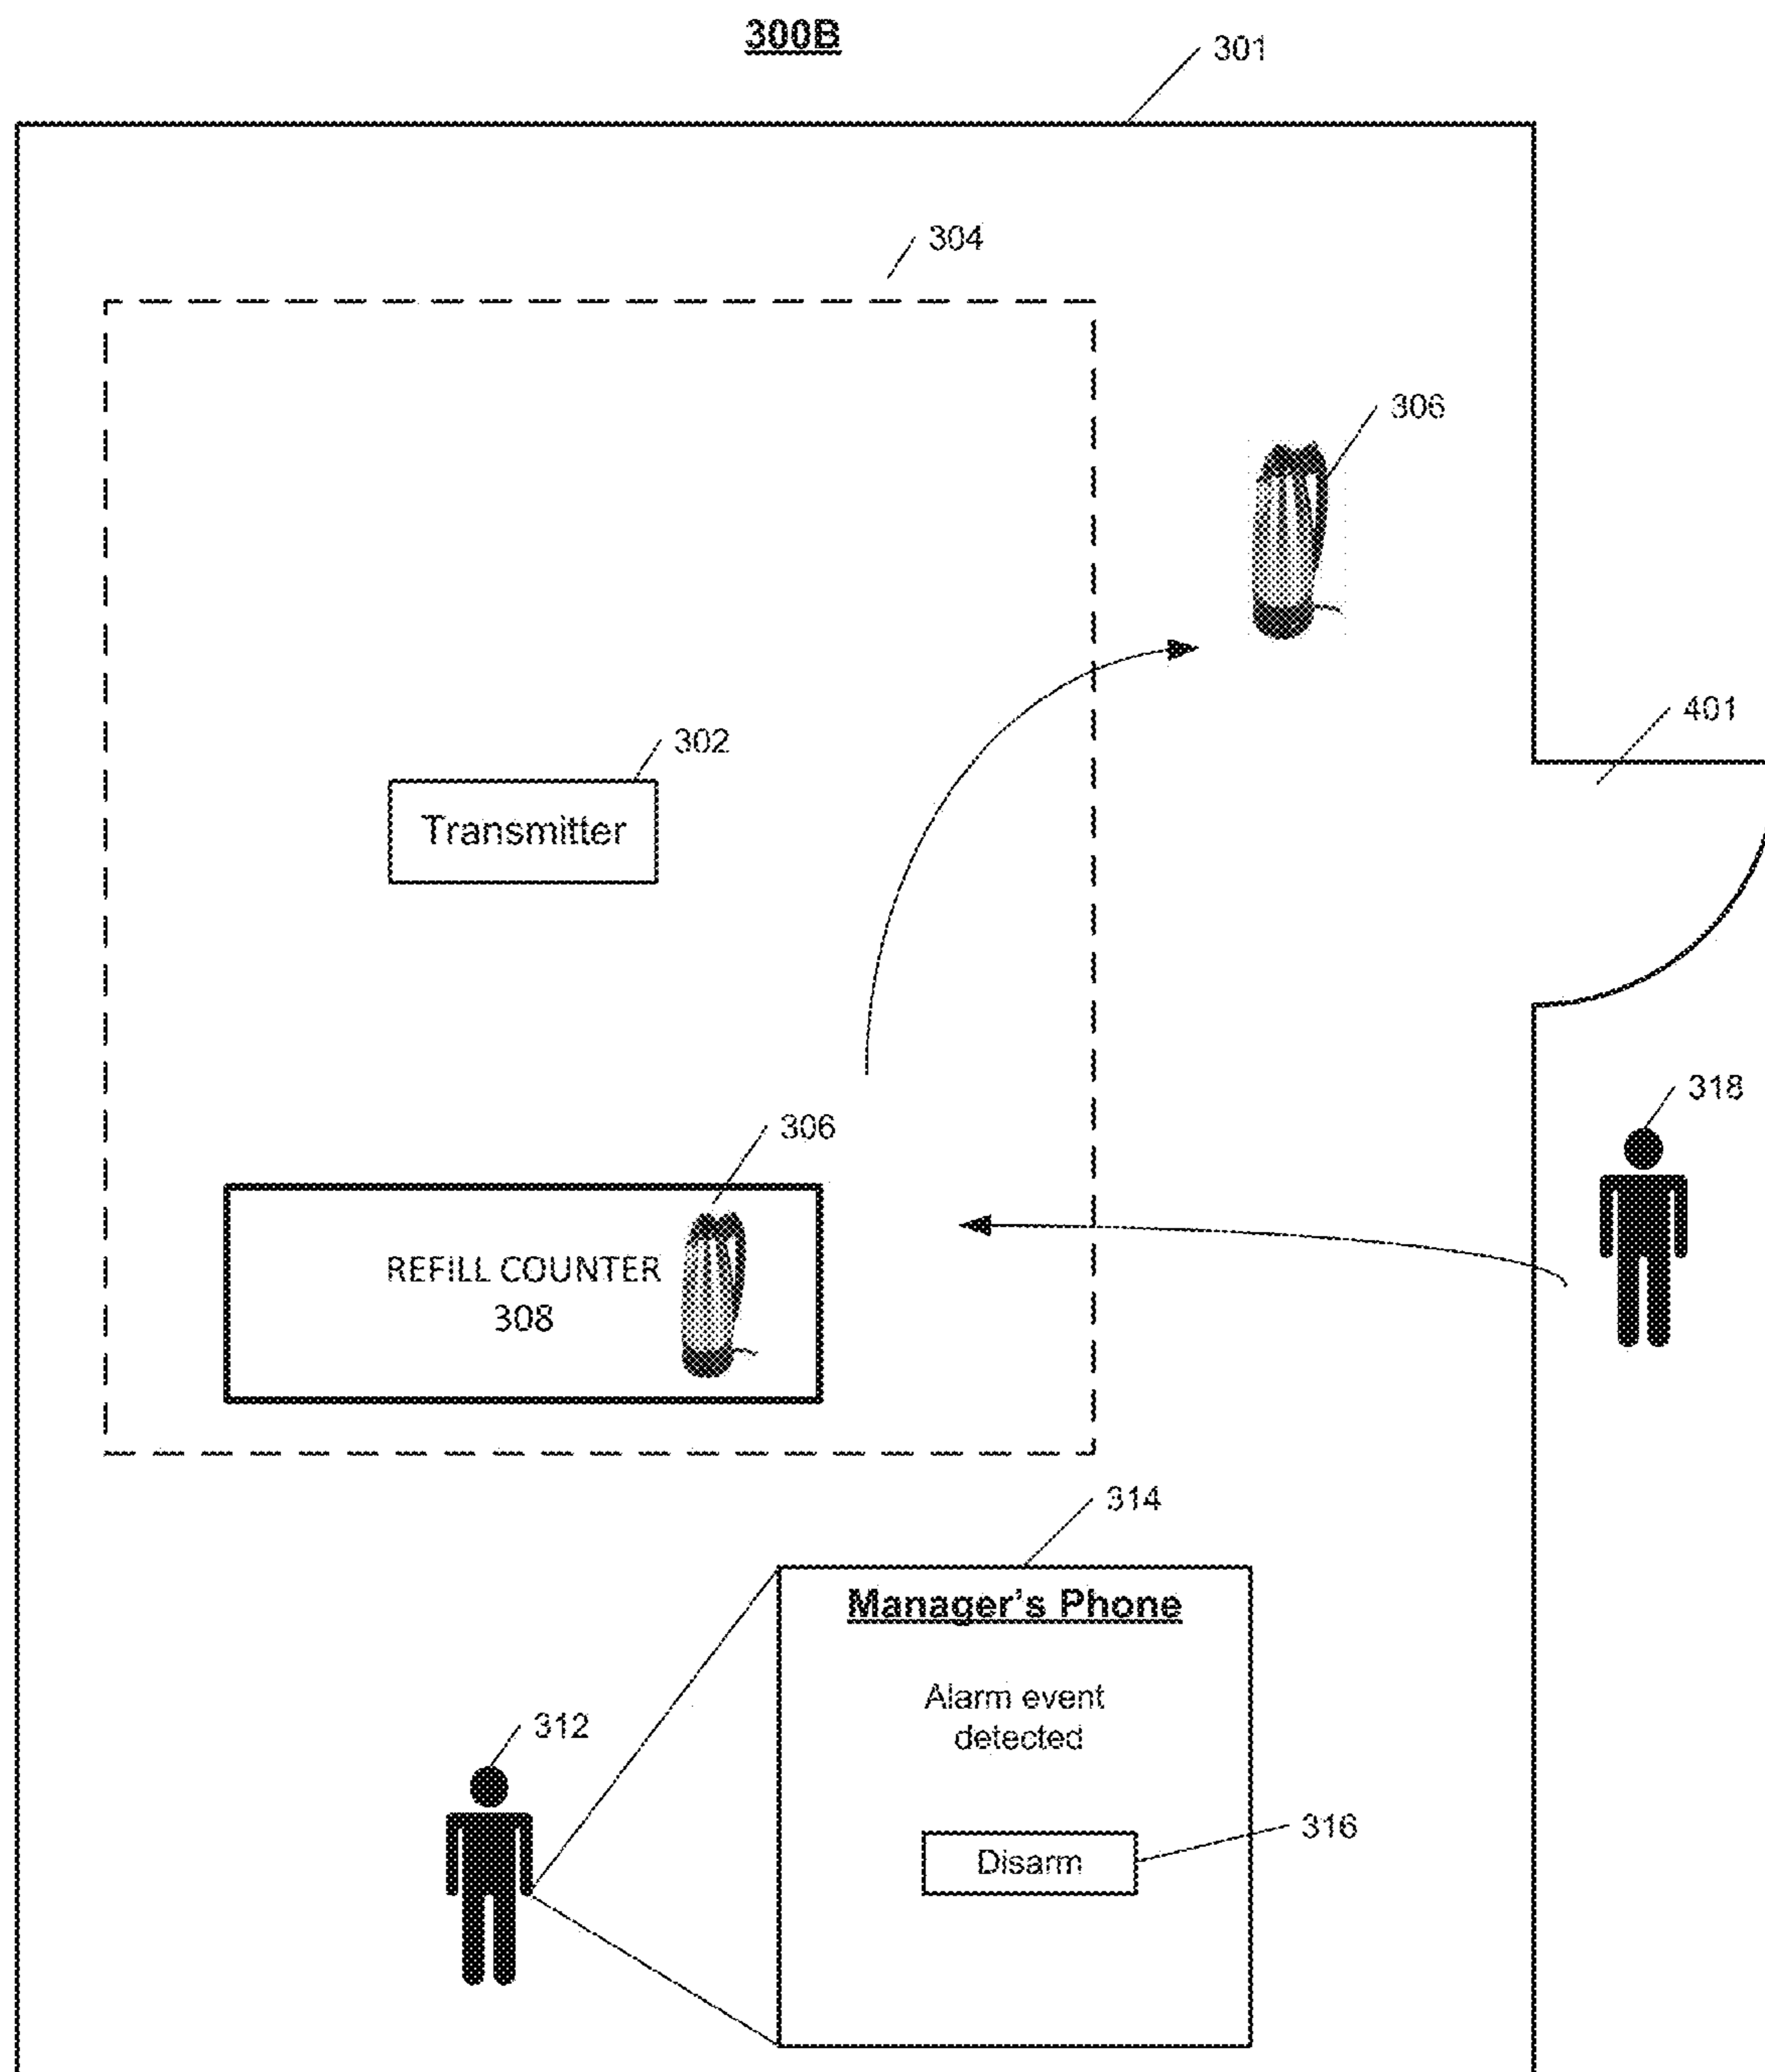 300B
301
304
306
401
302
Transmitter
318
306
REFILL COUNTER
308
314
Manager's Phone
Alarm event
detected
312
316
Disarm